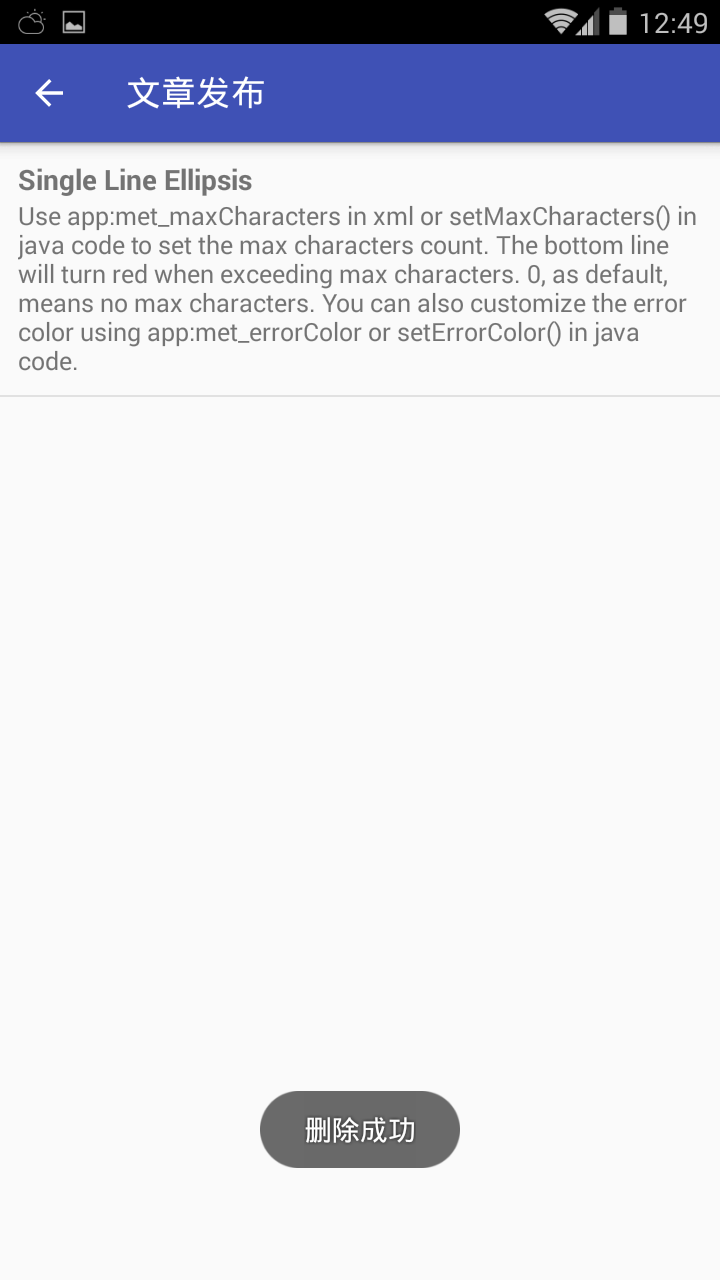 12:49
文章发布
Single Line Ellipsis
Use app:met_maxCharacters in xml or setMaxCharacters() in
java code to set the max characters count. The bottom line
will turn red when exceeding max characters. 0, as default,
means no max characters. You can also customize the error
color using app:met_errorColor or setErrorColor() in java
code.
删除成功